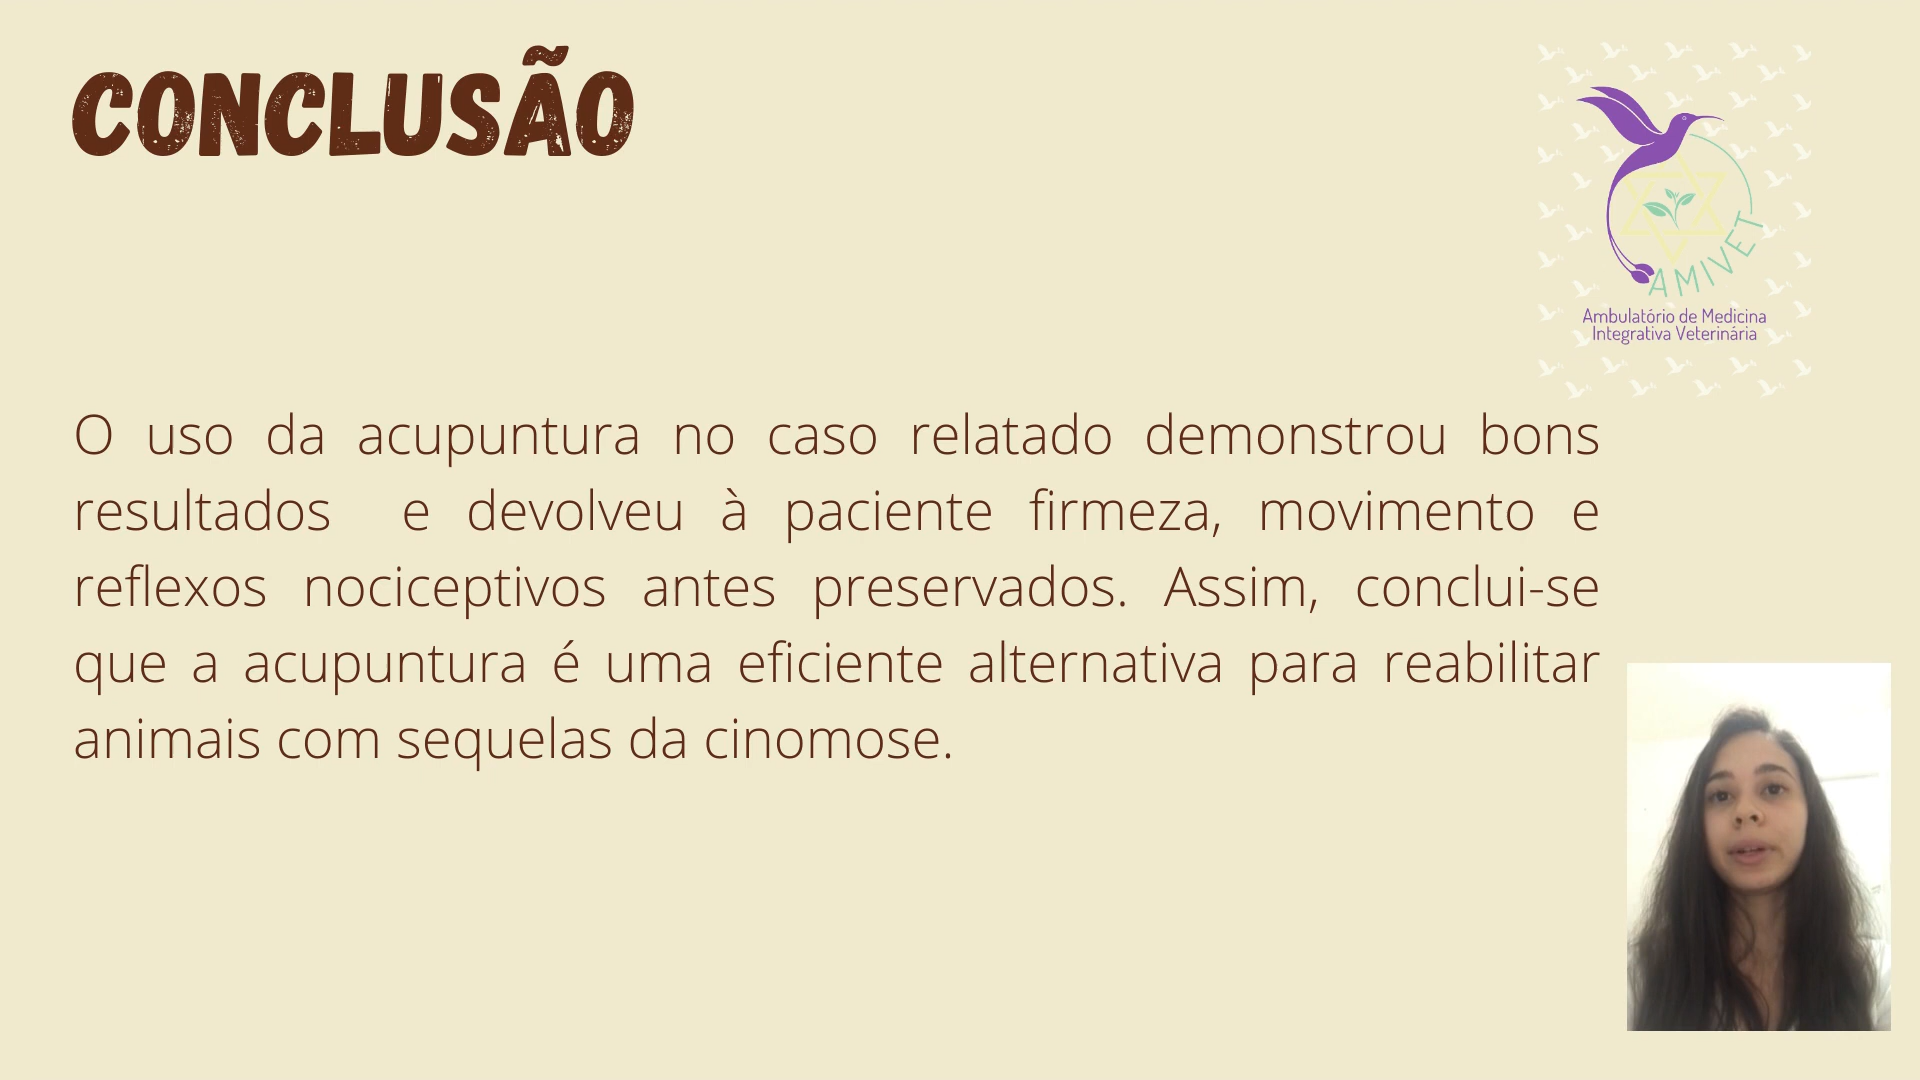 CONCLUSÃO
AMIVET
Ambulatório de Medicina
Integrativa Veterinária
O uso da acupuntura no caso relatado demonstrou bons
resultados e devolveu à paciente firmeza, movimento e
reflexos nociceptivos antes preservados. Assim, conclui-se
que a acupuntura é uma eficiente alternativa para reabilitar
animais com sequelas da cinomose.